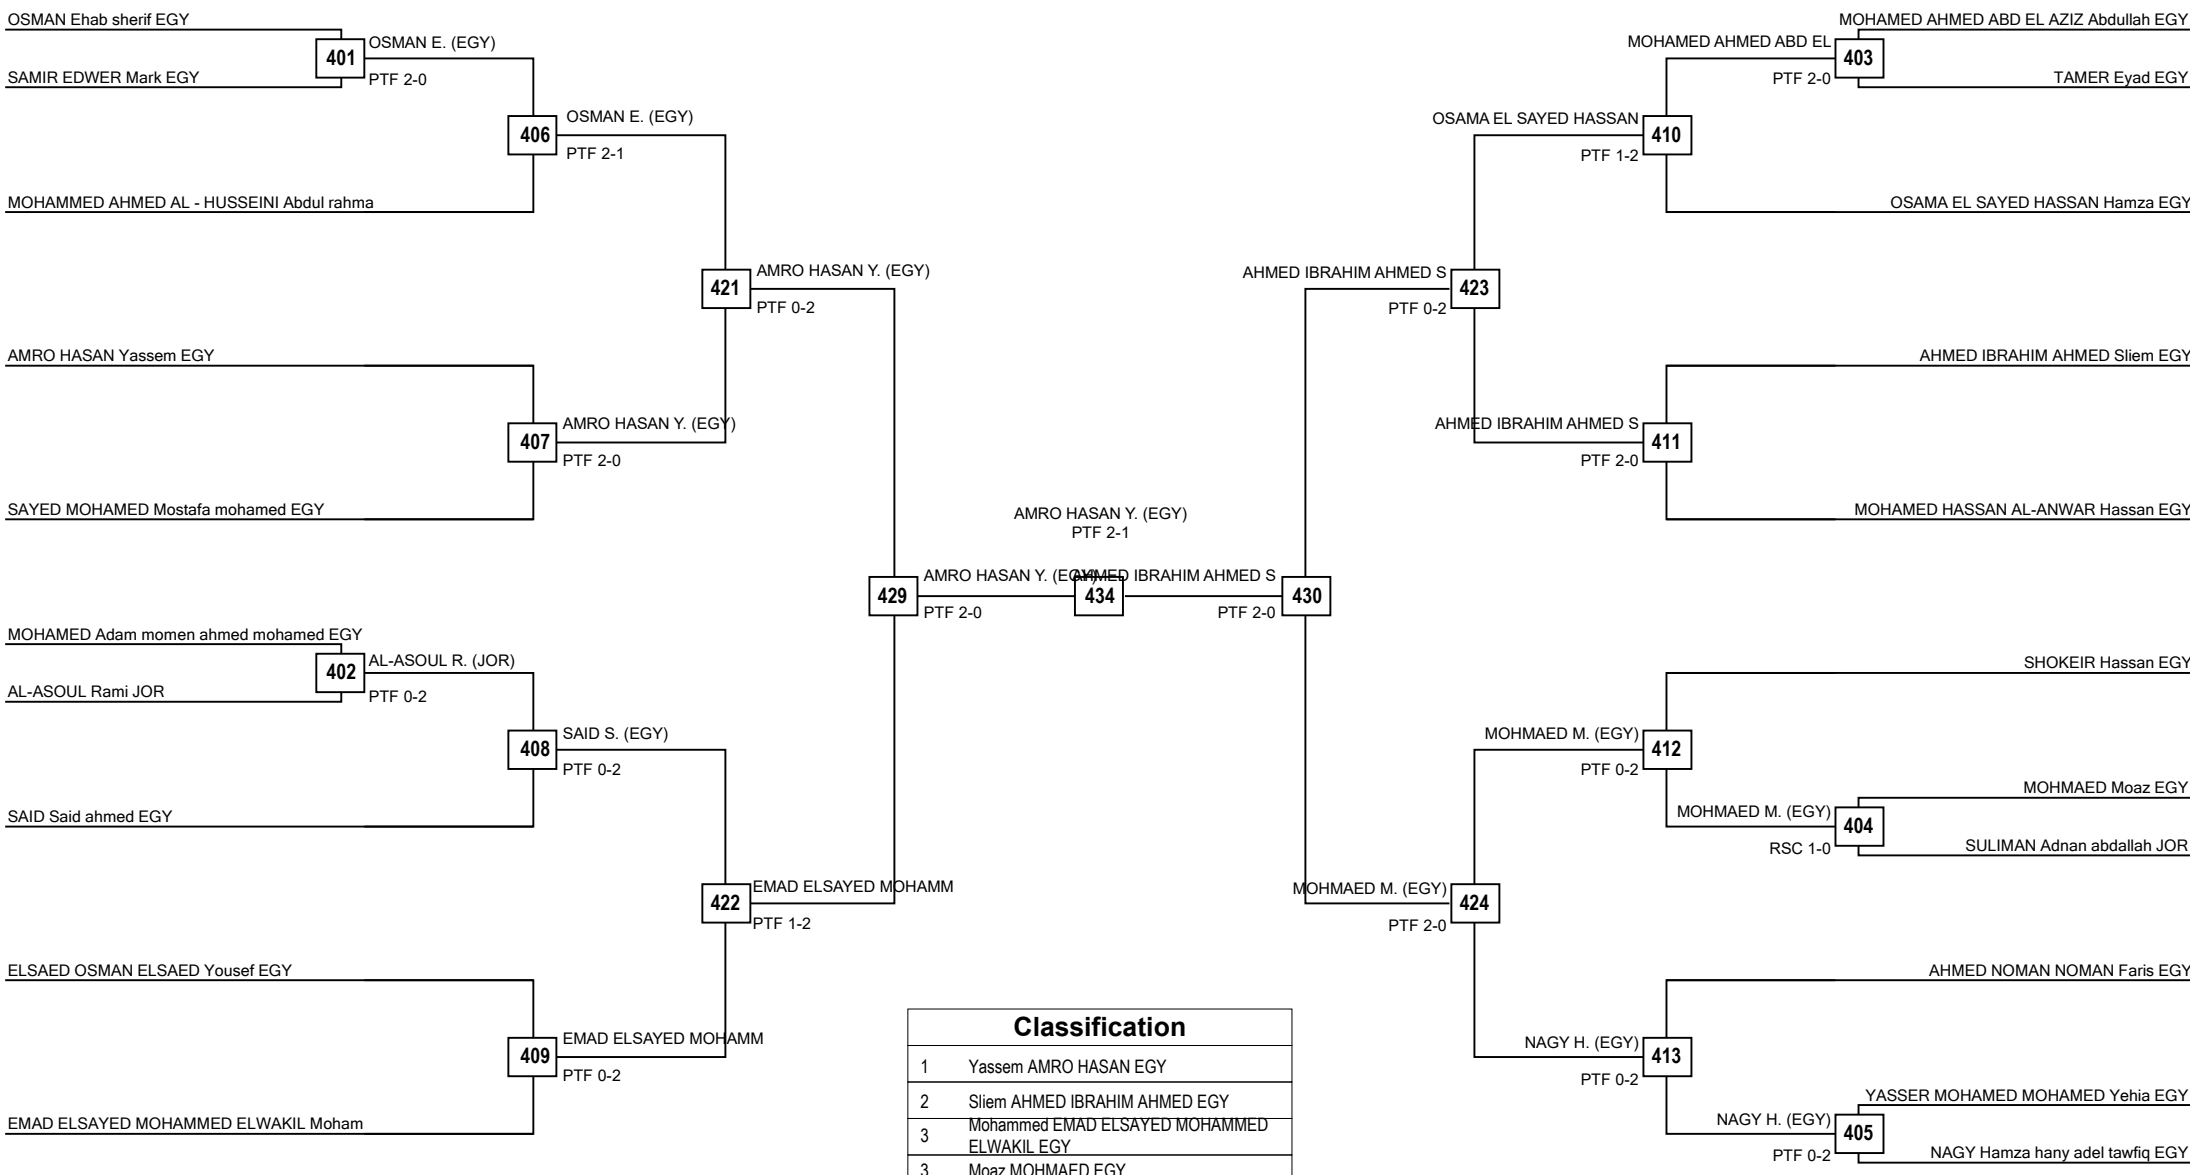 OSMAN Ehab sherif EGY
401
OSMAN E. (EGY)
PTF 2-0
SAMIR EDWER Mark EGY
406
OSMAN E. (EGY)
PTF 2-1
MOHAMMED AHMED AL - HUSSEINI Abdul rahma
421
AMRO HASAN Y. (EGY)
PTF 0-2
AMRO HASAN Yassem EGY
407
AMRO HASAN Y. (EGY)
PTF 2-0
SAYED MOHAMED Mostafa mohamed EGY
429
AMRO HASAN Y. (EGY)
PTF 2-0
MOHAMED Adam momen ahmed mohamed EGY
402
AL-ASOUL R. (JOR)
PTF 0-2
AL-ASOUL Rami JOR
408
SAID S. (EGY)
PTF 0-2
SAID Said ahmed EGY
422
EMAD ELSAYED MOHAMM
PTF 1-2
ELSAED OSMAN ELSAED Yousef EGY
409
EMAD ELSAYED MOHAMM
PTF 0-2
EMAD ELSAYED MOHAMMED ELWAKIL Moham
AMRO HASAN Y. (EGY)
PTF 2-1
434
MOHAMED AHMED ABD EL AZIZ Abdullah EGY
MOHAMED AHMED ABD EL
403
PTF 2-0
TAMER Eyad EGY
OSAMA EL SAYED HASSAN
410
PTF 1-2
OSAMA EL SAYED HASSAN Hamza EGY
AHMED IBRAHIM AHMED S
423
PTF 0-2
AHMED IBRAHIM AHMED Sliem EGY
AHMED IBRAHIM AHMED S
411
PTF 2-0
MOHAMED HASSAN AL-ANWAR Hassan EGY
AHMED IBRAHIM AHMED S
430
PTF 2-0
SHOKEIR Hassan EGY
MOHMAED M. (EGY)
412
PTF 0-2
MOHMAED Moaz EGY
MOHMAED M. (EGY)
404
RSC 1-0
SULIMAN Adnan abdallah JOR
MOHMAED M. (EGY)
424
PTF 2-0
AHMED NOMAN NOMAN Faris EGY
NAGY H. (EGY)
413
PTF 0-2
YASSER MOHAMED MOHAMED Yehia EGY
NAGY H. (EGY)
405
PTF 0-2
NAGY Hamza hany adel tawfiq EGY
Classification
1 Yassem AMRO HASAN EGY
2 Sliem AHMED IBRAHIM AHMED EGY
3 Mohammed EMAD ELSAYED MOHAMMED
ELWAKIL EGY
3 Moaz MOHMAED EGY